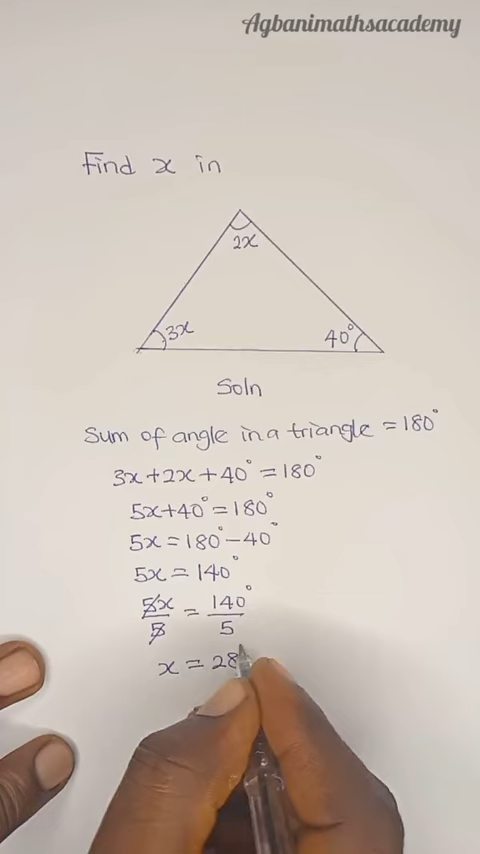 Agbanimathsacademy
Find x in
2x
3x
40°
Soln
Sum of angle in a triangle = 180°
3x+2x+40° = 180°
5x+40° = 180°
5x = 180° - 40°
5x = 140°
5x/5 = 140°/5
x = 28